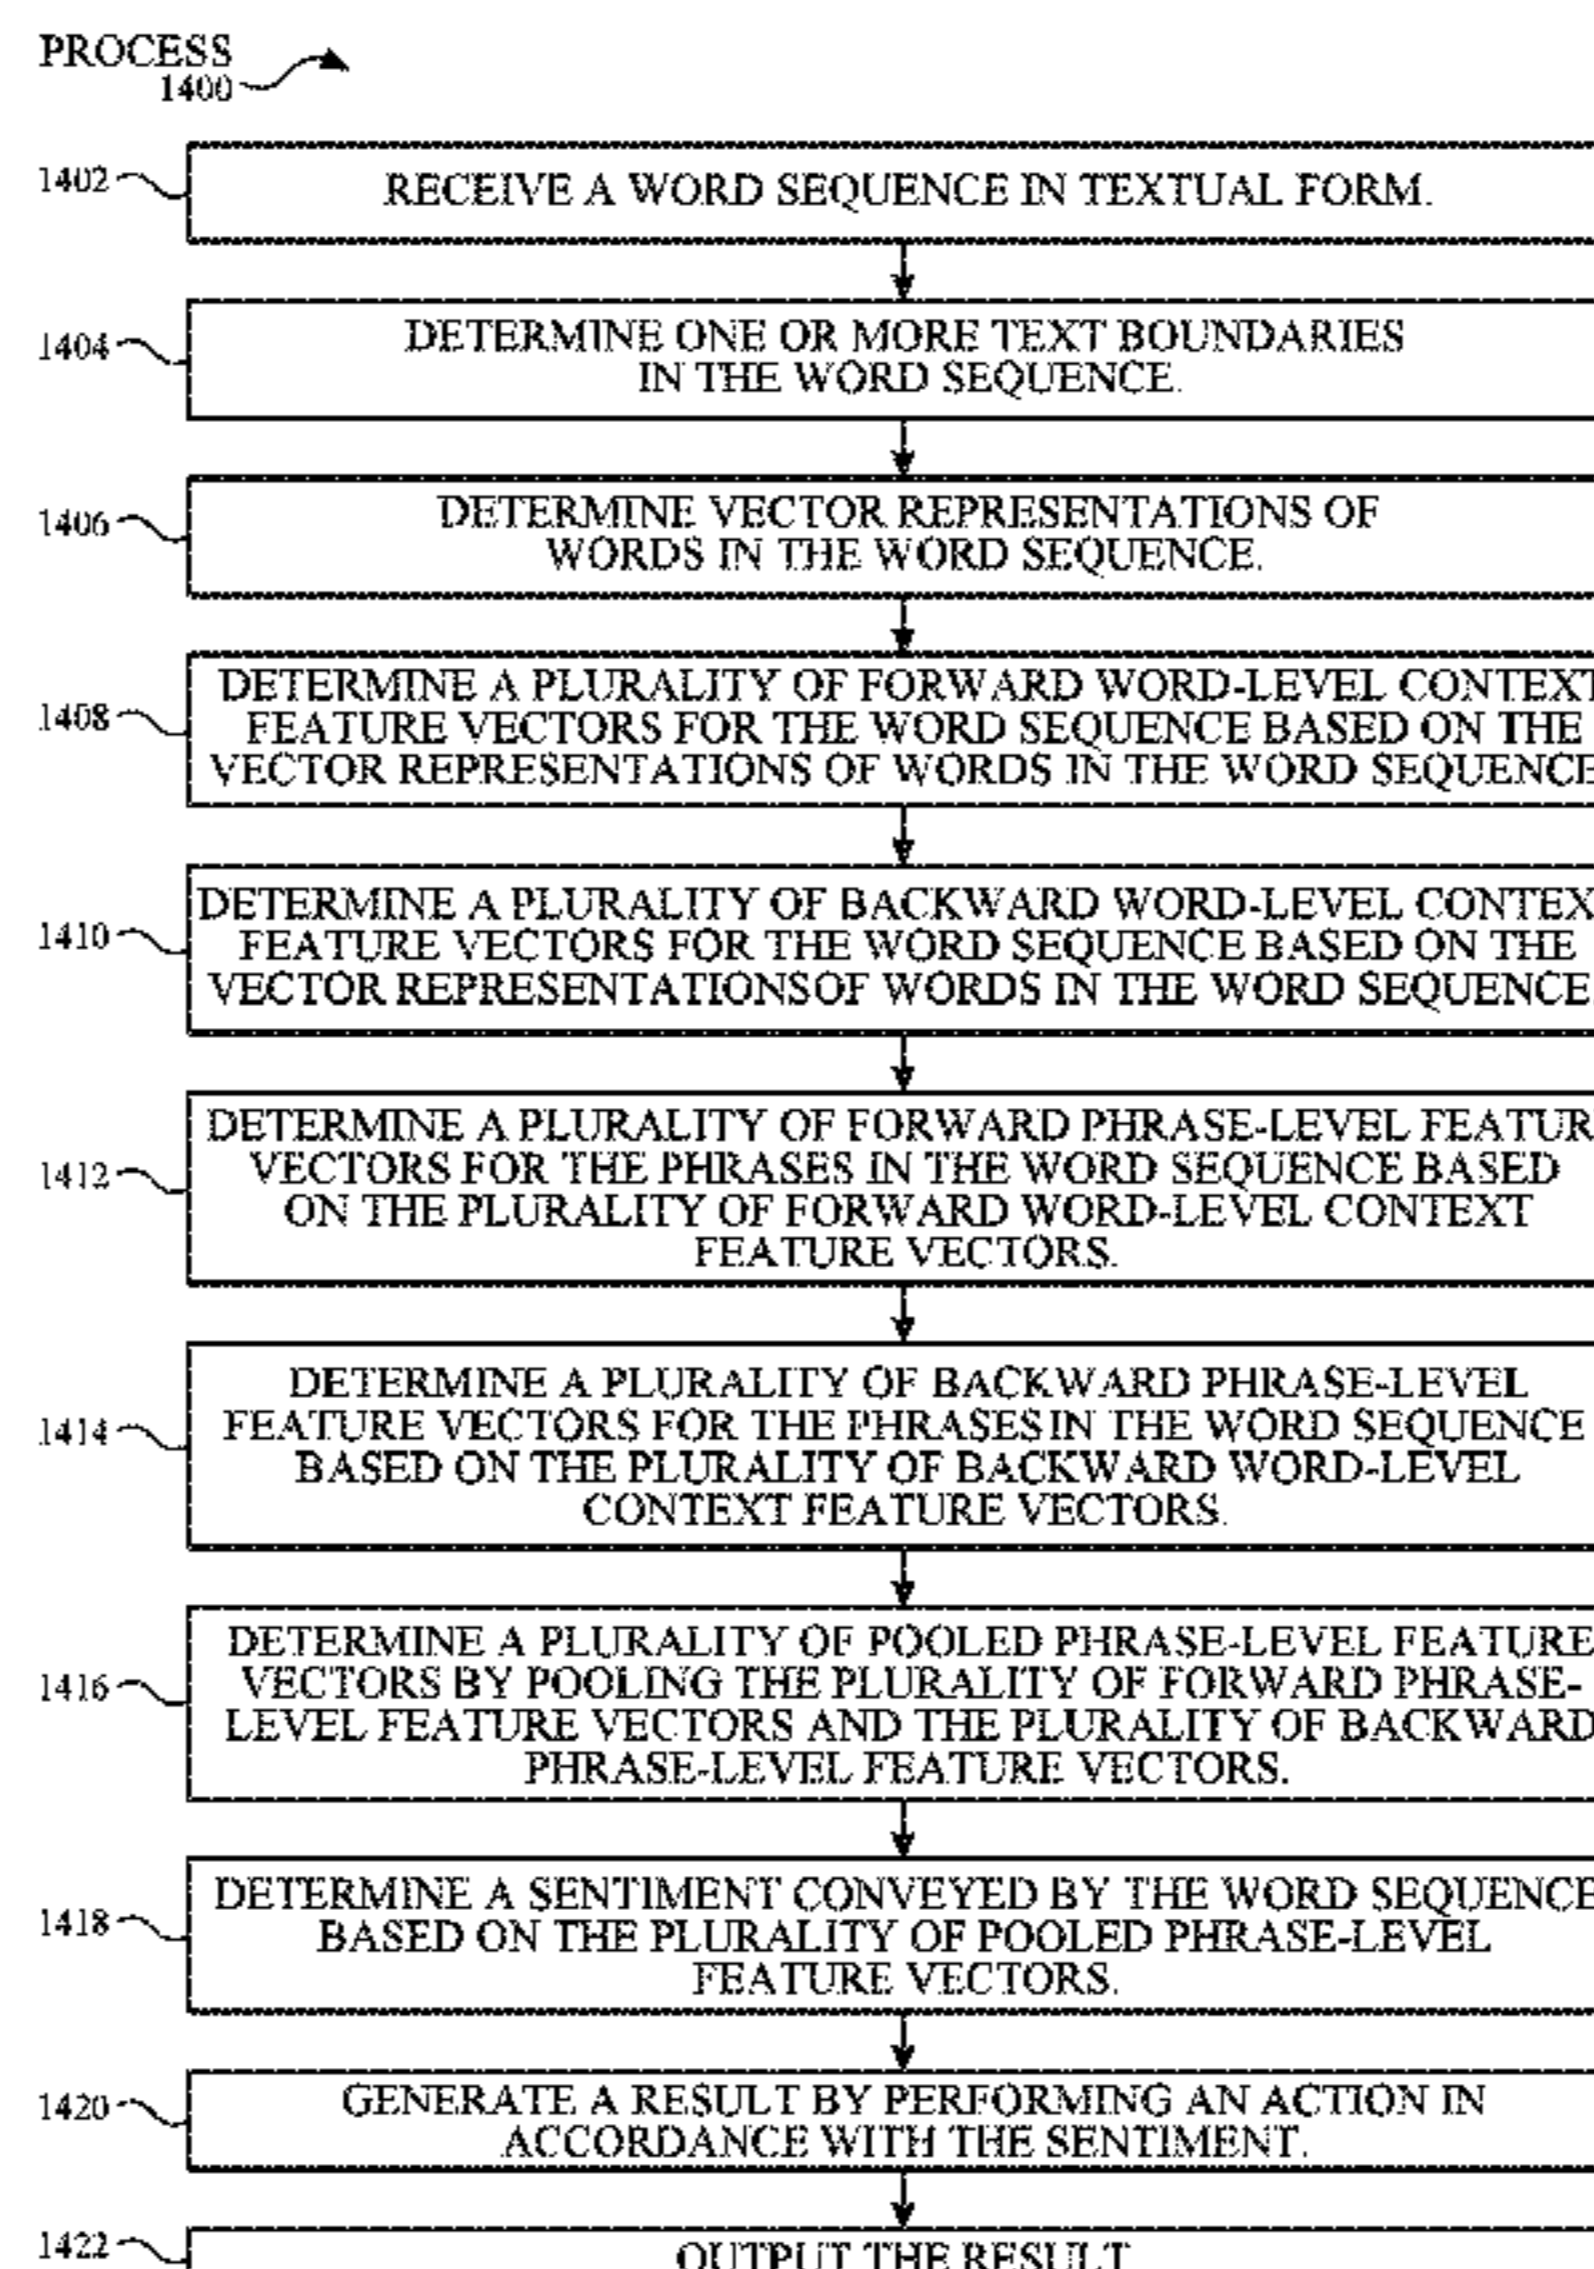 PROCESS
1400
1402
RECEIVE A WORD SEQUENCE IN TEXTUAL FORM.
1404
DETERMINE ONE OR MORE TEXT BOUNDARIES
IN THE WORD SEQUENCE.
1406
DETERMINE VECTOR REPRESENTATIONS OF
WORDS IN THE WORD SEQUENCE.
1408
DETERMINE A PLURALITY OF FORWARD WORD-LEVEL CONTEXT
FEATURE VECTORS FOR THE WORD SEQUENCE BASED ON THE
VECTOR REPRESENTATIONS OF WORDS IN THE WORD SEQUENCE
1410
DETERMINE A PLURALITY OF BACKWARD WORD-LEVEL CONTEX
FEATURE VECTORS FOR THE WORD SEQUENCE BASED ON THE
VECTOR REPRESENTATIONSOF WORDS IN THE WORD SEQUENCE.
1412
DETERMINE A PLURALITY OF FORWARD PHRASE-LEVEL FEATUR
VECTORS FOR THE PHRASES IN THE WORD SEQUENCE BASED
ON THE PLURALITY OF FORWARD WORD-LEVEL CONTEXT
FEATURE VECTORS.
1414
DETERMINE A PLURALITY OF BACKWARD PHRASE-LEVEL
FEATURE VECTORS FOR THE PHRASES IN THE WORD SEQUENCE
BASED ON THE PLURALITY OF BACKWARD WORD-LEVEL
CONTEXT FEATURE VECTORS.
1416
DETERMINE A PLURALITY OF POOLED PHRASE-LEVEL FEATURE
VECTORS BY POOLING THE PLURALITY OF FORWARD PHRASE-
LEVEL FEATURE VECTORS AND THE PLURALITY OF BACKWARD
PHRASE-LEVEL FEATURE VECTORS.
1418
DETERMINE A SENTIMENT CONVEYED BY THE WORD SEQUENCE
BASED ON THE PLURALITY OF POOLED PHRASE-LEVEL
FEATURE VECTORS.
1420
GENERATE A RESULT BY PERFORMING AN ACTION IN
ACCORDANCE WITH THE SENTIMENT.
1422
OUTPUT THE RESULT